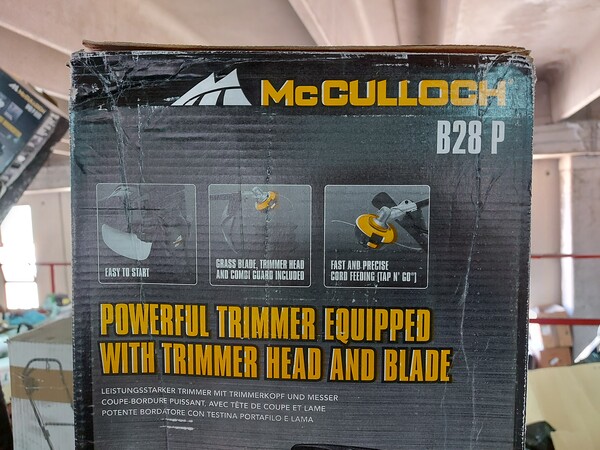 McCULLOCH
B28 P
EASY TO START
GRASS BLADE, TRIMMER HEAD
AND COMBI GUARD INCLUDED
FAST AND PRECISE
CORD FEEDING (TAP N' GO™)
POWERFUL TRIMMER EQUIPPED
WITH TRIMMER HEAD AND BLADE
LEISTUNGSSTARKER TRIMMER MIT TRIMMERKOPF UND MESSER
COUPE-BORDURE PUISSANT, AVEC TÊTE DE COUPE ET LAME
POTENTE BORDATORE CON TESTINA PORTAFILO E LAMA